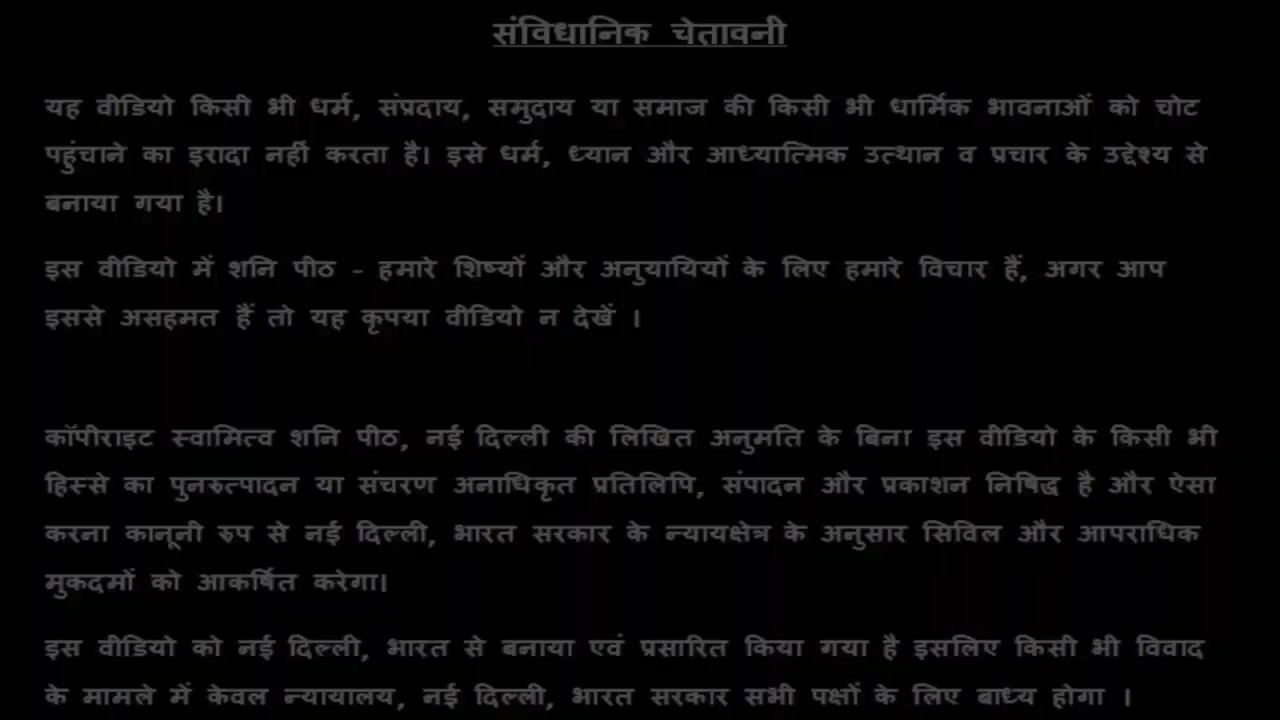 संविधानिक चेतावनी
यह वीडियो किसी भी धर्म, संप्रदाय, समुदाय या समाज की किसी भी धार्मिक भावनाओं को चोट
पहुंचाने का इरादा नहीं करता है। इसे धर्म, ध्यान और आध्यात्मिक उत्थान व प्रचार के उद्देश्य से
बनाया गया है।
इस वीडियो में शनि पीठ - हमारे शिष्यों और अनुयायियों के लिए हमारे विचार हैं, अगर आप
इससे असहमत हैं तो यह कृपया वीडियो न देखें ।
कॉपीराइट स्वामित्व शनि पीठ, नई दिल्ली की लिखित अनुमति के बिना इस वीडियो के किसी भी
हिस्से का पुनरुत्पादन या संचरण अनाधिकृत प्रतिलिपि, संपादन और प्रकाशन निषिद्ध है और ऐसा
करना कानूनी रुप से नई दिल्ली, भारत सरकार के न्यायक्षेत्र के अनुसार सिविल और आपराधिक
मुकदमों को आकर्षित करेगा।
इस वीडियो को नई दिल्ली, भारत से बनाया एवं प्रसारित किया गया है इसलिए किसी भी विवाद
के मामले में केवल न्यायालय, नई दिल्ली, भारत सरकार सभी पक्षों के लिए बाध्य होगा ।